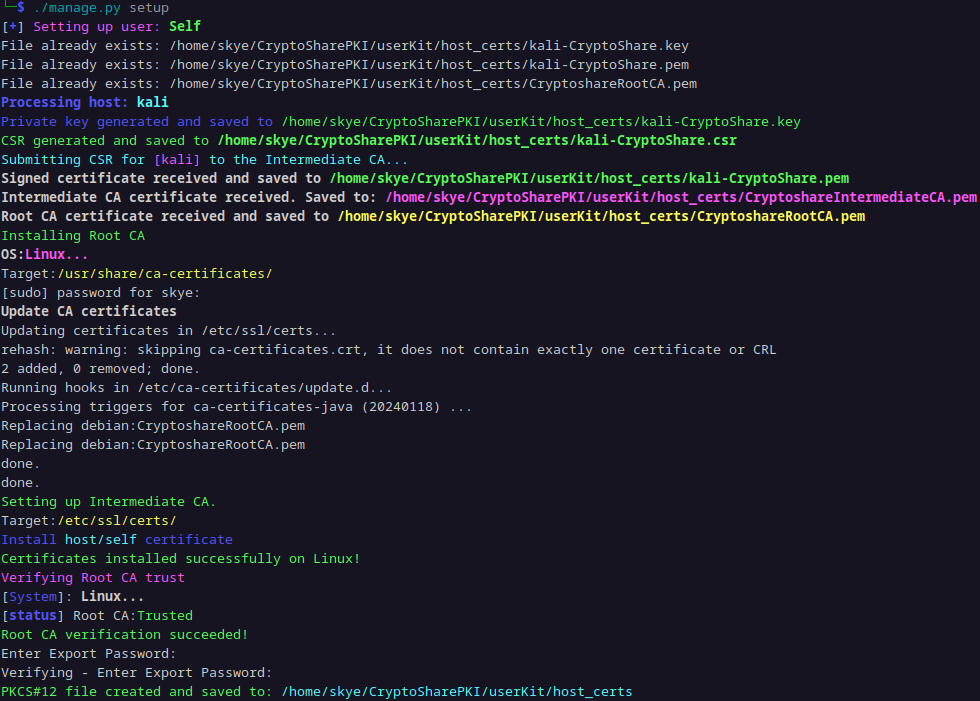 └─$ ./manage.py setup
[+] Setting up user: Self
File already exists: /home/skye/CryptoSharePKI/userKit/host_certs/kali-CryptoShare.key
File already exists: /home/skye/CryptoSharePKI/userKit/host_certs/kali-CryptoShare.pem
File already exists: /home/skye/CryptoSharePKI/userKit/host_certs/CryptoshareRootCA.pem
Processing host: kali
Private key generated and saved to /home/skye/CryptoSharePKI/userKit/host_certs/kali-CryptoShare.key
CSR generated and saved to /home/skye/CryptoSharePKI/userKit/host_certs/kali-CryptoShare.csr
Submitting CSR for [kali] to the Intermediate CA...
Signed certificate received and saved to /home/skye/CryptoSharePKI/userKit/host_certs/kali-CryptoShare.pem
Intermediate CA certificate received. Saved to: /home/skye/CryptoSharePKI/userKit/host_certs/CryptoshareIntermediateCA.pem
Root CA certificate received and saved to /home/skye/CryptoSharePKI/userKit/host_certs/CryptoshareRootCA.pem
Installing Root CA
OS:Linux...
Target:/usr/share/ca-certificates/
[sudo] password for skye:
Update CA certificates
Updating certificates in /etc/ssl/certs...
rehash: warning: skipping ca-certificates.crt, it does not contain exactly one certificate or CRL
2 added, 0 removed; done.
Running hooks in /etc/ca-certificates/update.d...
Processing triggers for ca-certificates-java (20240118) ...
Replacing debian:CryptoshareRootCA.pem
Replacing debian:CryptoshareRootCA.pem
done.
done.
Setting up Intermediate CA.
Target:/etc/ssl/certs/
Install host/self certificate
Certificates installed successfully on Linux!
Verifying Root CA trust
[System]: Linux...
[status] Root CA:Trusted
Root CA verification succeeded!
Enter Export Password:
Verifying - Enter Export Password:
PKCS#12 file created and saved to: /home/skye/CryptoSharePKI/userKit/host_certs